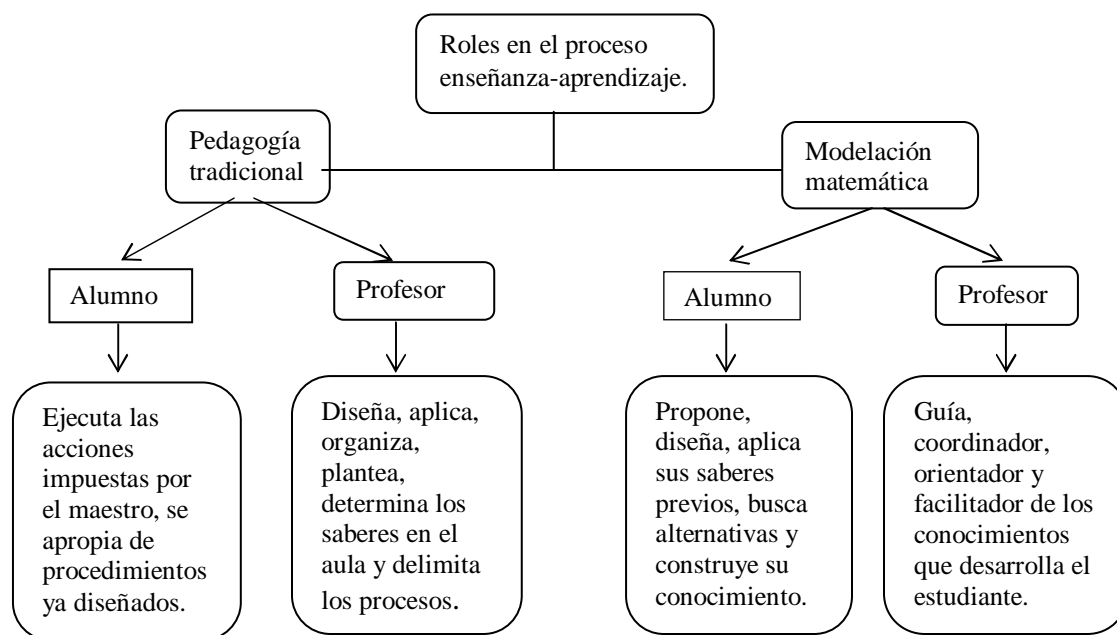 Roles en el proceso
enseñanza-aprendizaje.
Pedagogía
tradicional
Modelación
matemática
Alumno
Profesor
Alumno
Profesor
Ejecuta las
acciones
impuestas por
el maestro, se
apropia de
procedimientos
ya diseñados.
Diseña, aplica,
organiza,
plantea,
determina los
saberes en el
aula y delimita
los procesos.
Propone,
diseña, aplica
sus saberes
previos, busca
alternativas y
construye su
conocimiento.
Guía,
coordinador,
orientador y
facilitador de los
conocimientos
que desarrolla el
estudiante.